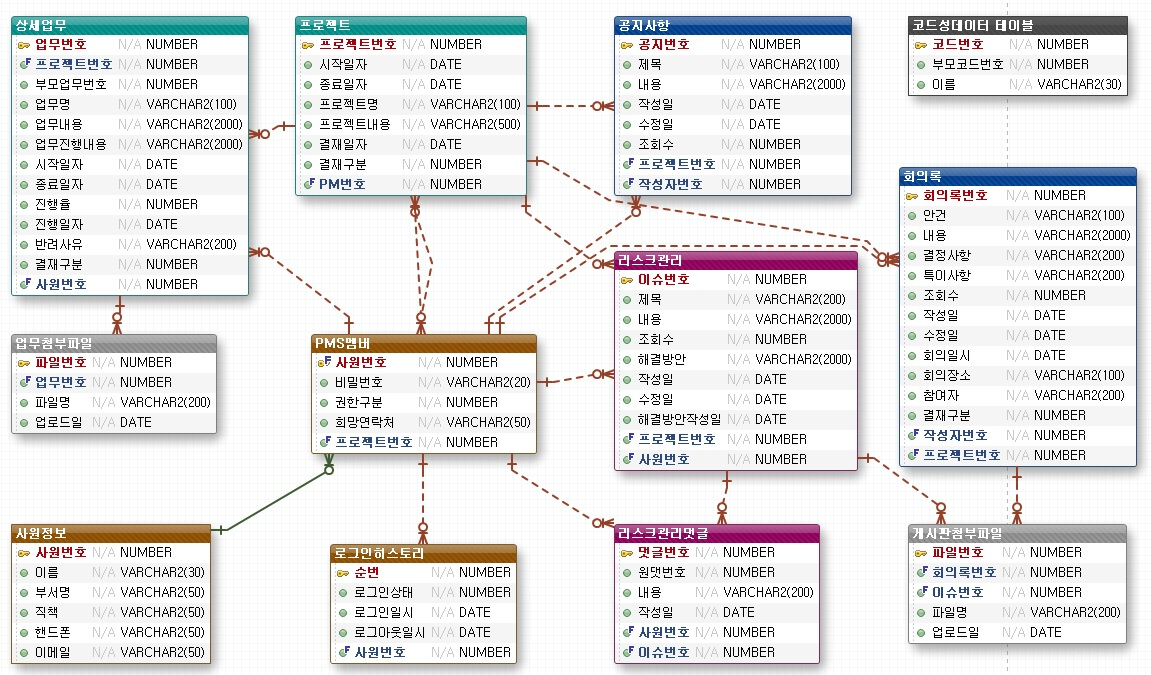 상세업무
업무번호 N/A NUMBER
프로젝트번호 N/A NUMBER
부모업무번호 N/A NUMBER
업무명 N/A VARCHAR2(100)
업무내용 N/A VARCHAR2(2000)
업무진행내용 N/A VARCHAR2(2000)
시작일자 N/A DATE
종료일자 N/A DATE
진행율 N/A NUMBER
진행일자 N/A DATE
반려사유 N/A VARCHAR2(200)
결재구분 N/A NUMBER
사원번호 N/A NUMBER
프로젝트
프로젝트번호 N/A NUMBER
시작일자 N/A DATE
종료일자 N/A DATE
프로젝트명 N/A VARCHAR2(100)
프로젝트내용 N/A VARCHAR2(500)
결재일자 N/A DATE
결재구분 N/A NUMBER
PM번호 N/A NUMBER
공지사항
공지번호 N/A NUMBER
제목 N/A VARCHAR2(100)
내용 N/A VARCHAR2(2000)
작성일 N/A DATE
수정일 N/A DATE
조회수 N/A NUMBER
프로젝트번호 N/A NUMBER
작성자번호 N/A NUMBER
코드성데이터 테이블
코드번호 N/A NUMBER
부모코드번호 N/A NUMBER
이름 N/A VARCHAR2(30)
회의록
회의록번호 N/A NUMBER
안건 N/A VARCHAR2(100)
내용 N/A VARCHAR2(2000)
결정사항 N/A VARCHAR2(200)
특이사항 N/A VARCHAR2(200)
조회수 N/A NUMBER
작성일 N/A DATE
수정일 N/A DATE
회의일시 N/A DATE
회의장소 N/A VARCHAR2(100)
참여자 N/A VARCHAR2(200)
결재구분 N/A NUMBER
작성자번호 N/A NUMBER
프로젝트번호 N/A NUMBER
리스크관리
이슈번호 N/A NUMBER
제목 N/A VARCHAR2(200)
내용 N/A VARCHAR2(2000)
조회수 N/A NUMBER
해결방안 N/A VARCHAR2(2000)
작성일 N/A DATE
수정일 N/A DATE
해결방안작성일 N/A DATE
프로젝트번호 N/A NUMBER
사원번호 N/A NUMBER
업무첨부파일
파일번호 N/A NUMBER
업무번호 N/A NUMBER
파일명 N/A VARCHAR2(200)
업로드일 N/A DATE
PMS멤버
사원번호 N/A NUMBER
비밀번호 N/A VARCHAR2(20)
권한구분 N/A NUMBER
희망연락처 N/A VARCHAR2(50)
프로젝트번호 N/A NUMBER
사원정보
사원번호 N/A NUMBER
이름 N/A VARCHAR2(30)
부서명 N/A VARCHAR2(50)
직책 N/A VARCHAR2(50)
핸드폰 N/A VARCHAR2(50)
이메일 N/A VARCHAR2(50)
로그인히스토리
순번 N/A NUMBER
로그인상태 N/A NUMBER
로그인일시 N/A DATE
로그아웃일시 N/A DATE
사원번호 N/A NUMBER
리스크관리댓글
댓글번호 N/A NUMBER
원댓번호 N/A NUMBER
내용 N/A VARCHAR2(200)
작성일 N/A DATE
사원번호 N/A NUMBER
이슈번호 N/A NUMBER
게시판첨부파일
파일번호 N/A NUMBER
회의록번호 N/A NUMBER
이슈번호 N/A NUMBER
파일명 N/A VARCHAR2(200)
업로드일 N/A DATE